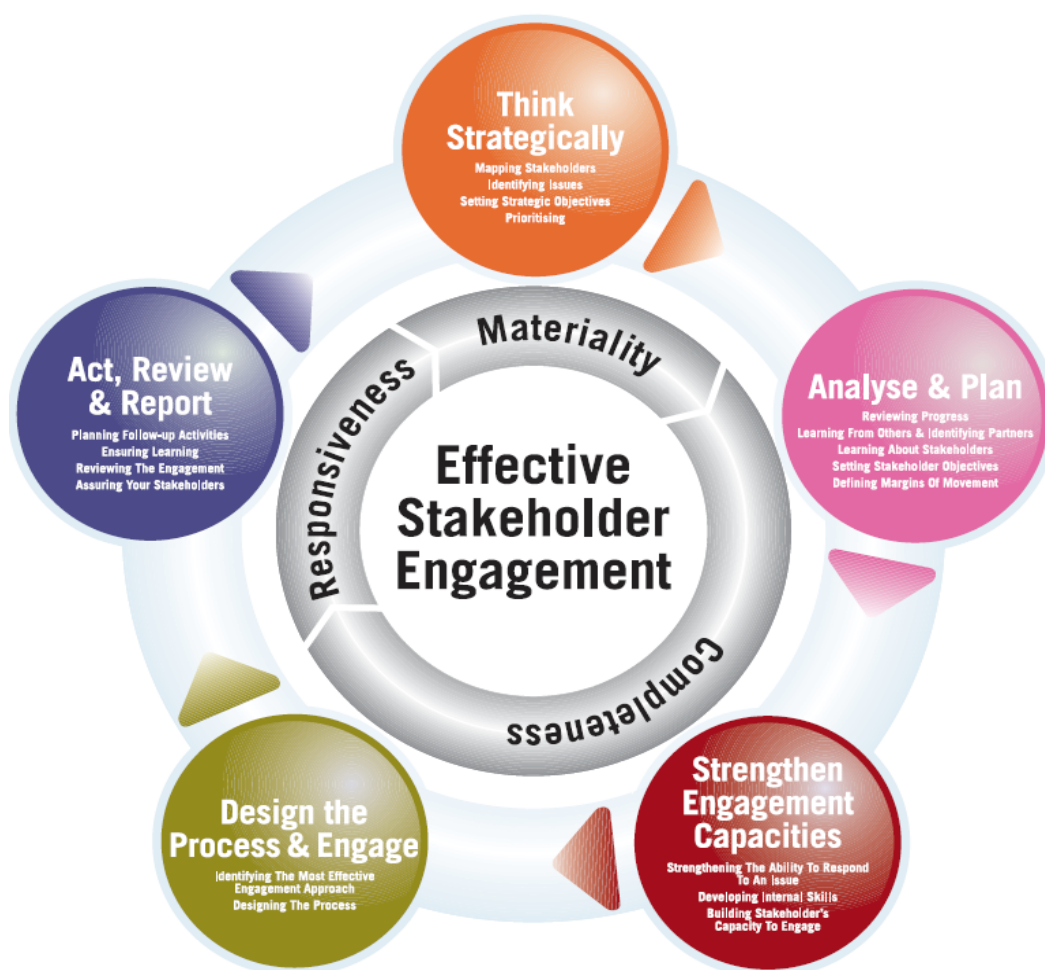 Think
Strategically
Mapping Stakeholders
Identifying Issues
Setting Strategic Objectives
Prioritising
Analyse & Plan
Reviewing Progress
Learning From Others & Identifying Partners
Learning About Stakeholders
Setting Stakeholder Objectives
Defining Margins Of Movement
Strengthen
Engagement
Capacities
Strengthening The Ability To Respond
To An Issue
Developing Internal Skills
Building Stakeholder's
Capacity To Engage
Design the
Process & Engage
Identifying The Most Effective
Engagement Approach
Designing The Process
Act, Review
& Report
Planning Follow-up Activities
Ensuring Learning
Reviewing The Engagement
Assuring Your Stakeholders
Materiality
Completeness
Responsiveness
Effective
Stakeholder
Engagement